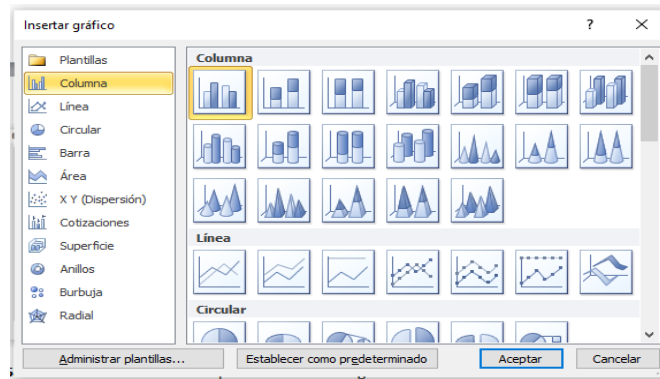 Insertar gráfico
?
Plantillas
Columna
Línea
Circular
Barra
Área
X Y (Dispersión)
Cotizaciones
Superficie
Anillos
Burbuja
Radial
Columna
Línea
Circular
Administrar plantillas...
Establecer como predeterminado
Aceptar
Cancelar